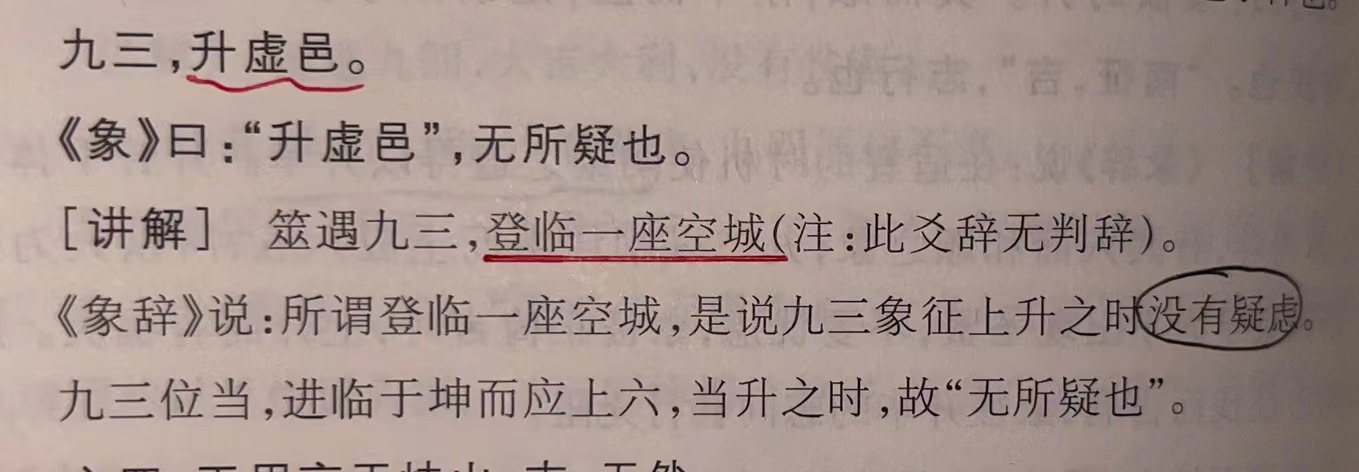 九三，升虚邑。
《象》曰：“升虚邑”，无所疑也。
［讲解］　筮遇九三，登临一座空城（注：此爻辞无判辞）。
《象辞》说：所谓登临一座空城，是说九三象征上升之时没有疑虑。
九三位当，进临于坤而应上六，当升之时，故“无所疑也”。